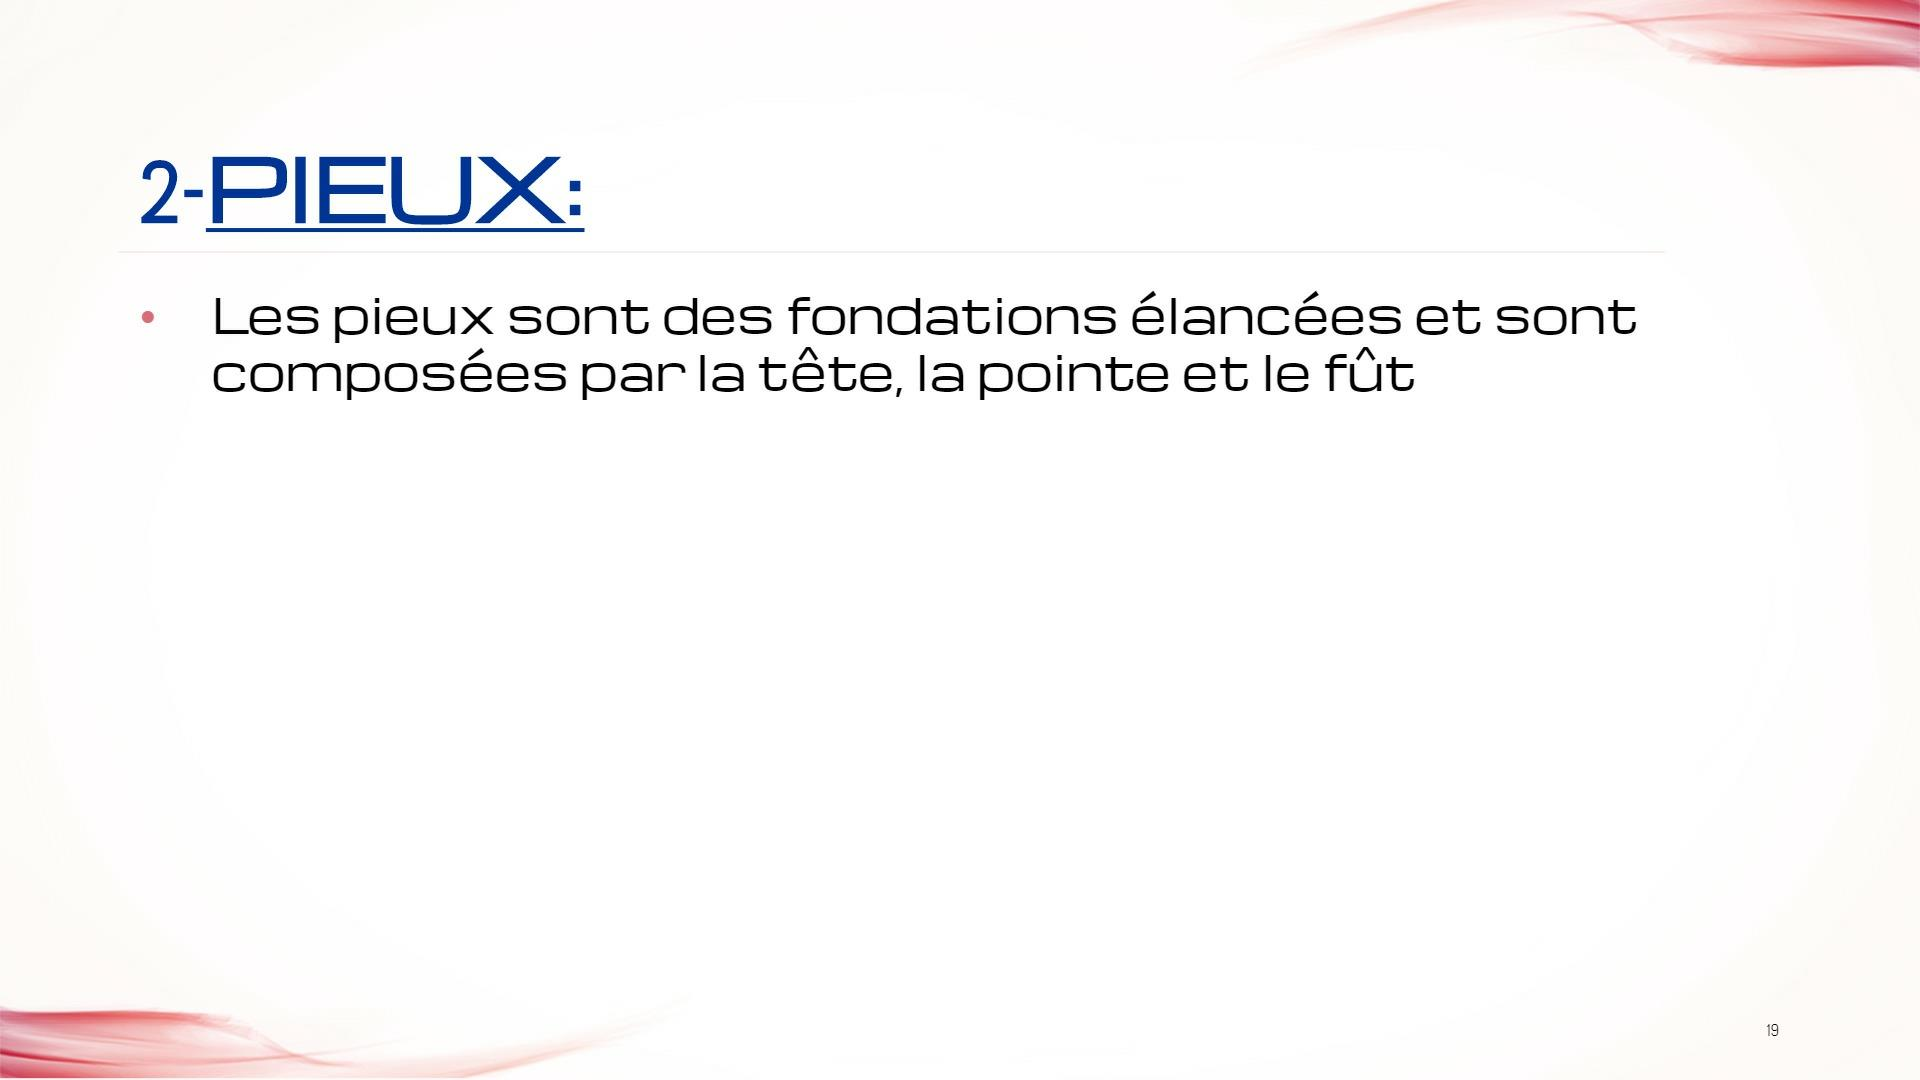 2-PIEUX:
• Les pieux sont des fondations élancées et sont
composées par la tête, la pointe et le fût
19